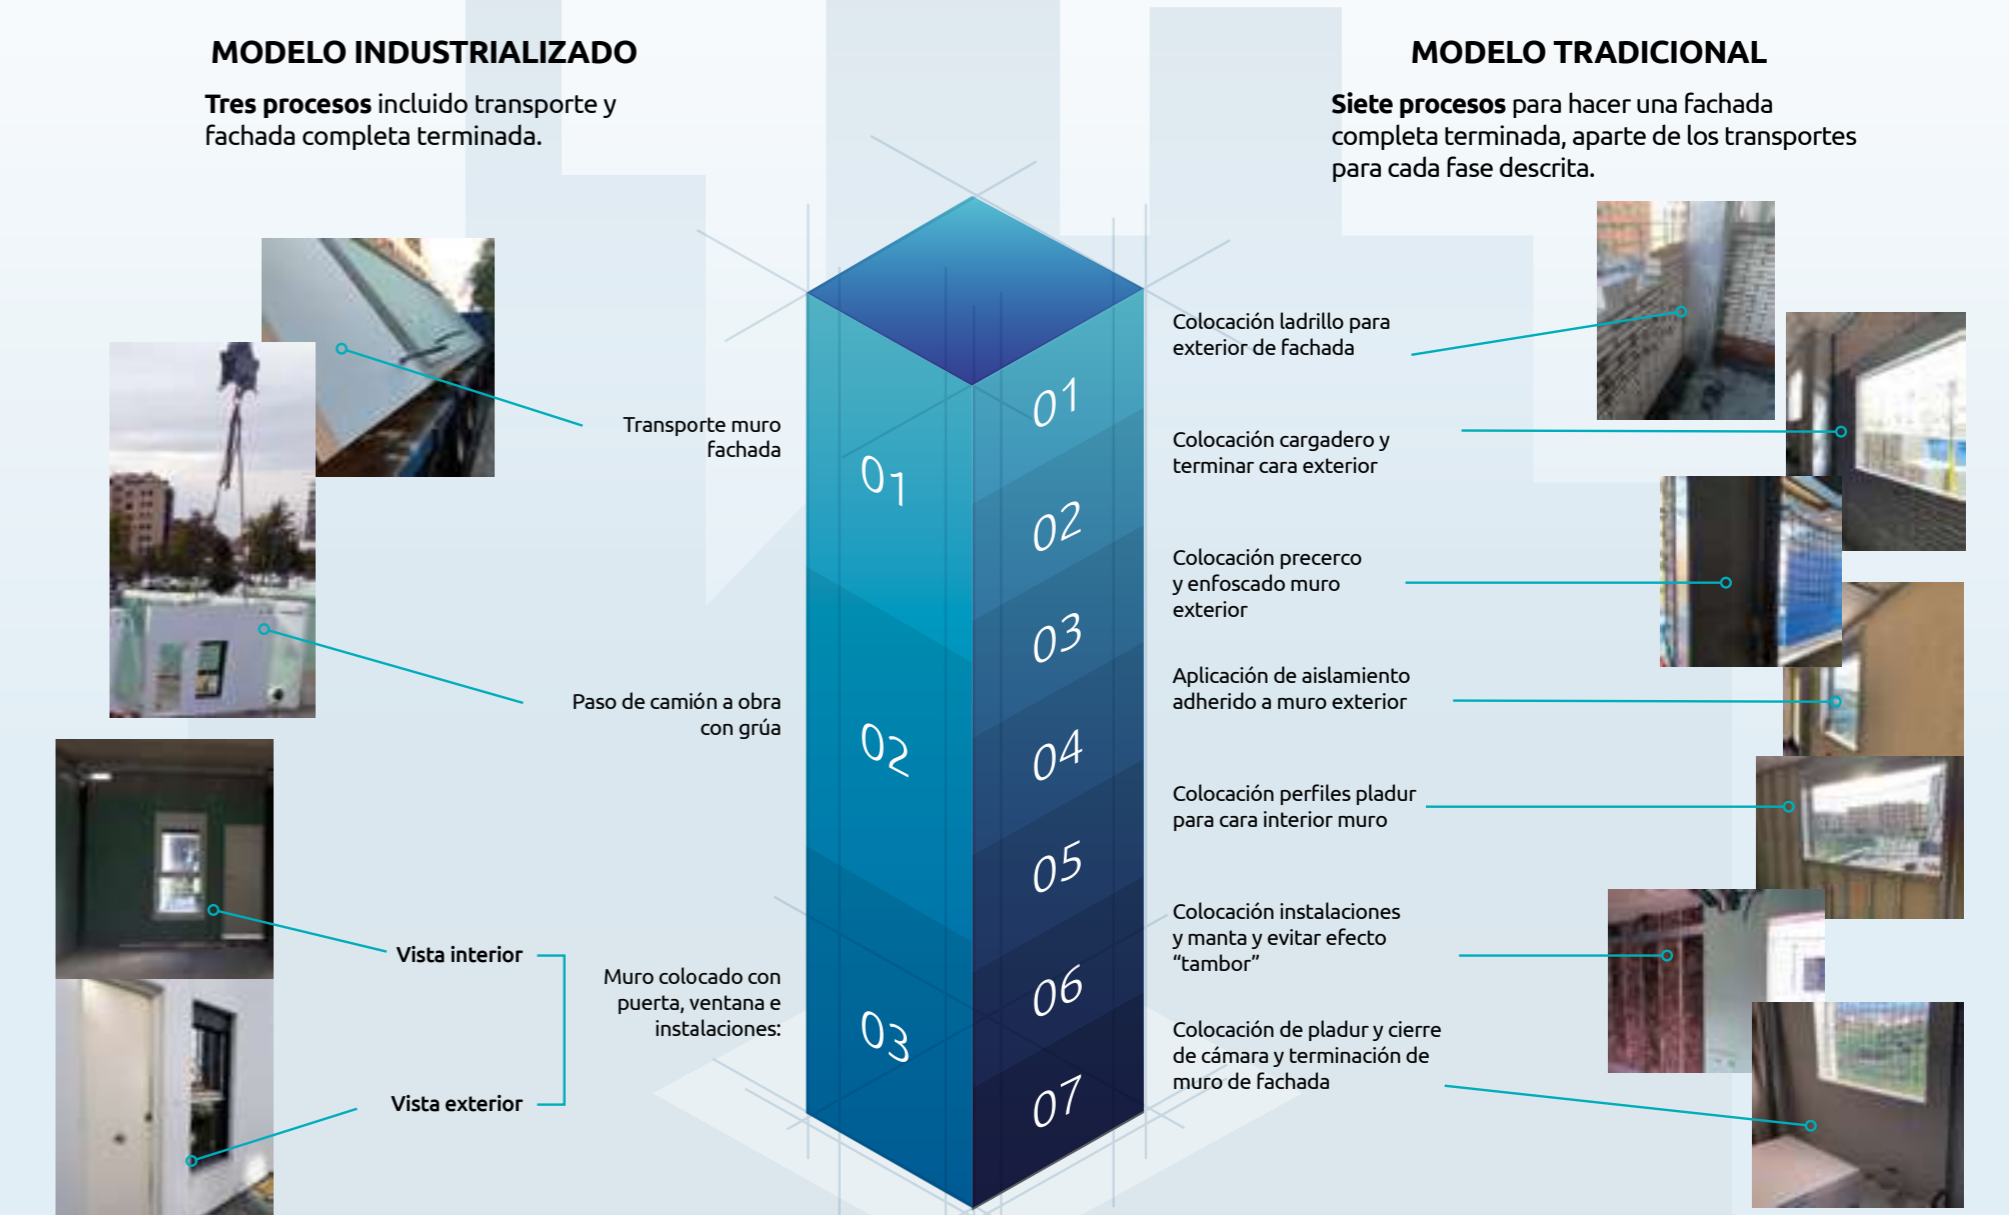 MODELO INDUSTRIALIZADO
Tres procesos incluido transporte y
fachada completa terminada.
Transporte muro
fachada
Paso de camión a obra
con grúa
Vista interior
Muro colocado con
puerta, ventana e
instalaciones:
Vista exterior
01
02
03
MODELO TRADICIONAL
Siete procesos para hacer una fachada
completa terminada, aparte de los transportes
para cada fase descrita.
01
02
03
04
05
06
07
Colocación ladrillo para
exterior de fachada
Colocación cargadero y
terminar cara exterior
Colocación precerco
y enfoscado muro
exterior
Aplicación de aislamiento
adherido a muro exterior
Colocación perfiles pladur
para cara interior muro
Colocación instalaciones
y manta y evitar efecto
“tambor”
Colocación de pladur y cierre
de cámara y terminación de
muro de fachada